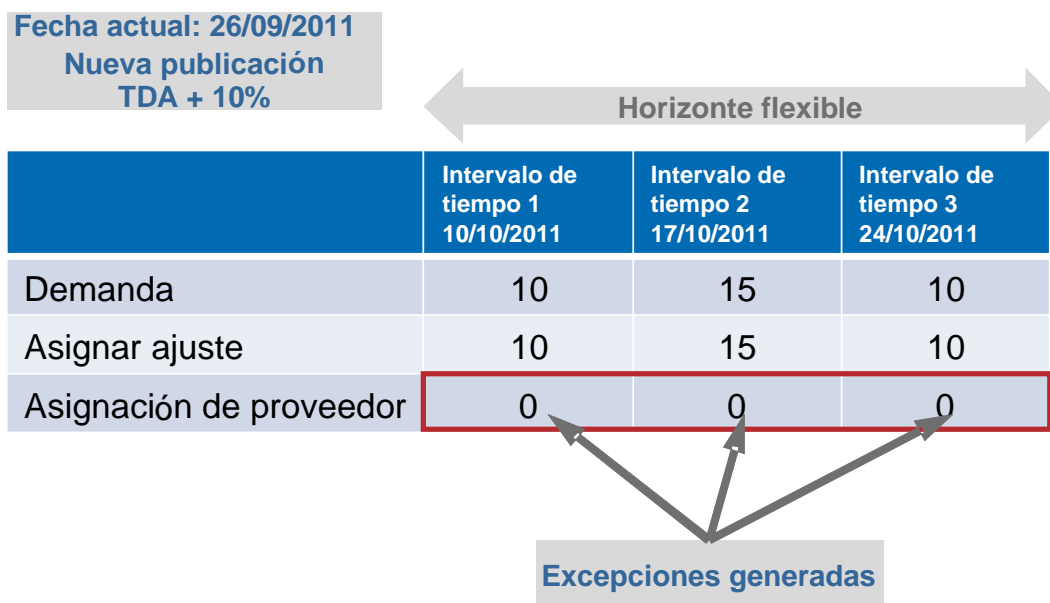 Fecha actual: 26/09/2011
Nueva publicación
TDA + 10%
Horizonte flexible
Intervalo de tiempo 1 10/10/2011
Intervalo de tiempo 2 17/10/2011
Intervalo de tiempo 3 24/10/2011
Demanda 10 15 10
Asignar ajuste 10 15 10
Asignación de proveedor 0 0 0
Excepciones generadas